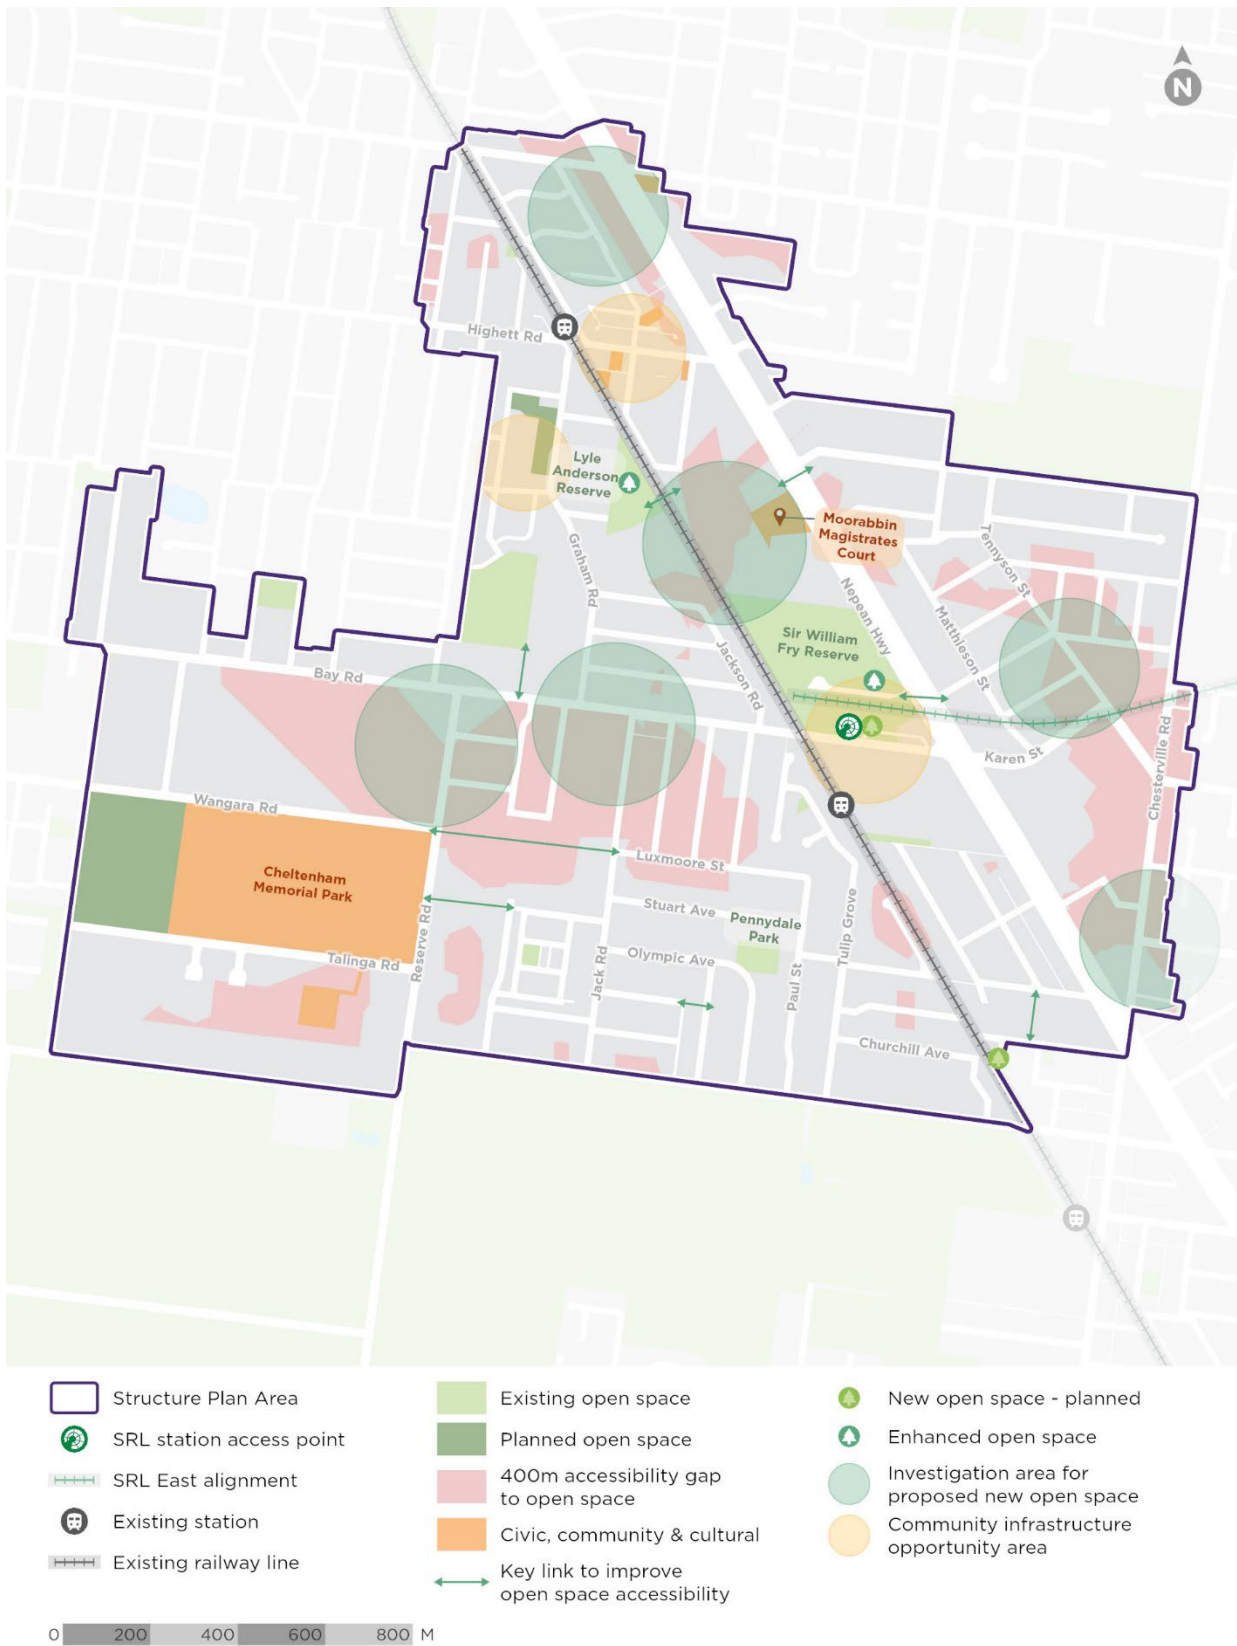 N
Highett Rd
Lyle
Anderson
Reserve
Moorabbin
Magistrates
Court
Tennyson St
Graham Rd
Nepean Hwy
Matthieson St
Sir William
Fry Reserve
Jackson Rd
Bay Rd
Karen St
Chesterville Rd
Wangara Rd
Luxmoore St
Cheltenham
Memorial Park
Stuart Ave
Pennydale
Park
Tulip Grove
Reserve Rd
Talinga Rd
Jack Rd
Olympic Ave
Paul St
Churchill Ave
Structure Plan Area
SRL station access point
SRL East alignment
Existing station
Existing railway line
Existing open space
Planned open space
400m accessibility gap
to open space
Civic, community & cultural
Key link to improve
open space accessibility
New open space - planned
Enhanced open space
Investigation area for
proposed new open space
Community infrastructure
opportunity area
0 200 400 600 800 M